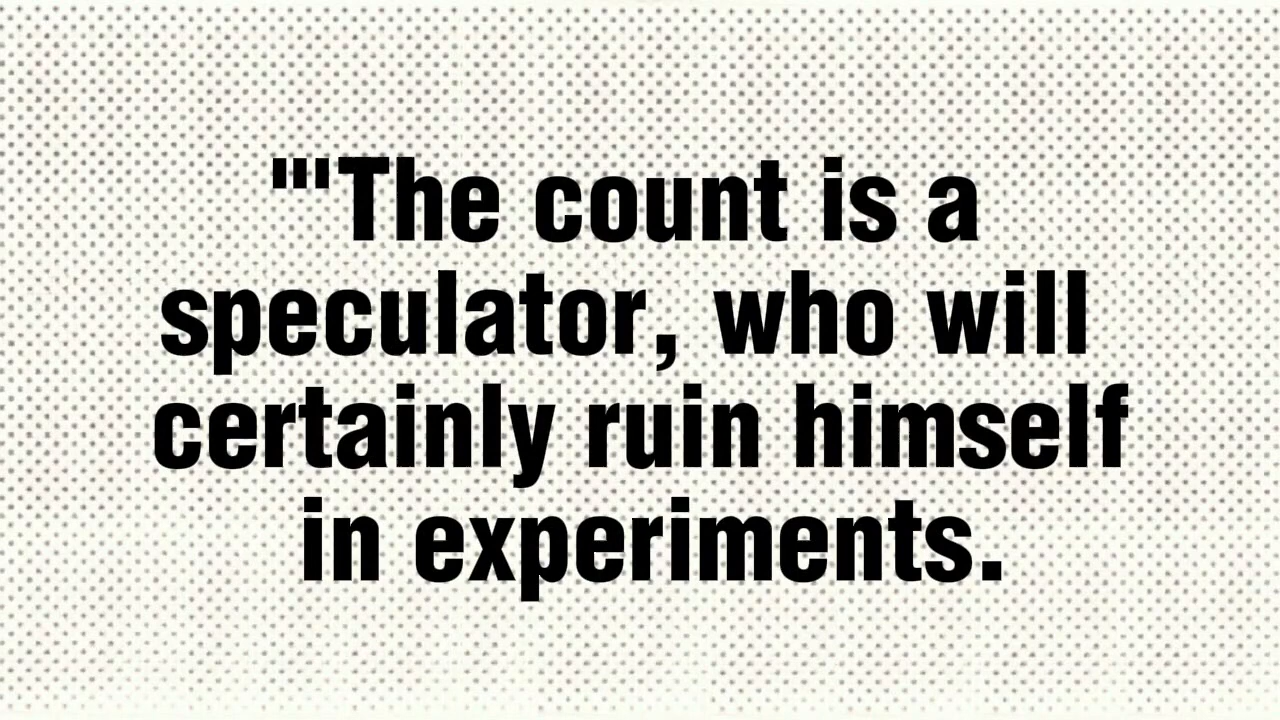 "'The count is a
speculator, who will
certainly ruin himself
in experiments.